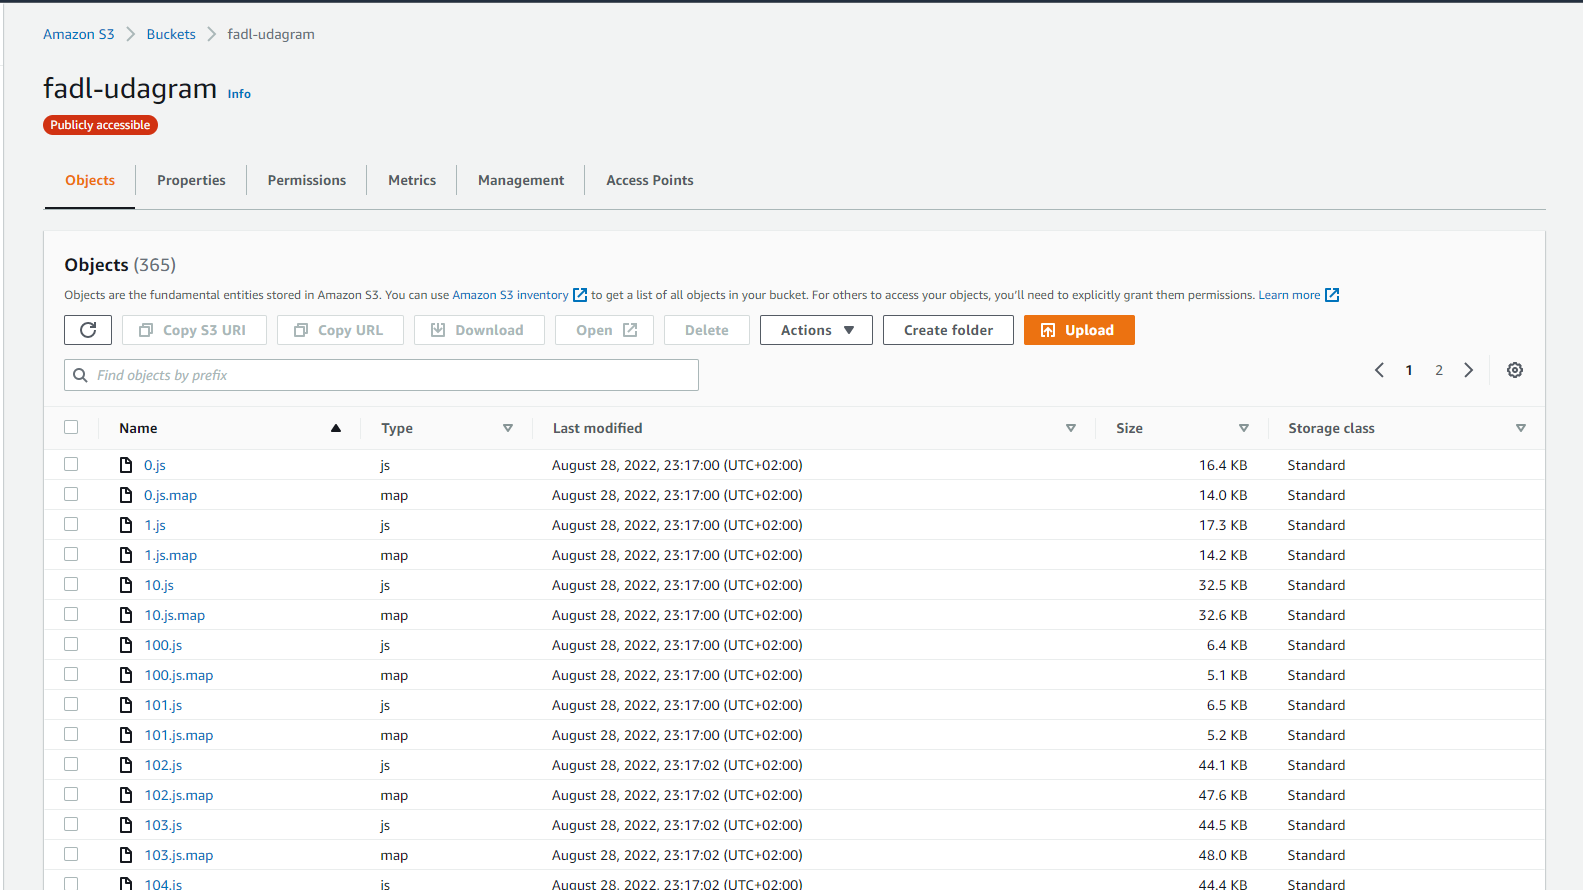 Amazon S3 > Buckets > fadl-udagram
fadl-udagram Info
Publicly accessible
Objects Properties Permissions Metrics Management Access Points
Objects (365)
Objects are the fundamental entities stored in Amazon S3. You can use Amazon S3 inventory to get a list of all objects in your bucket. For others to access your objects, you'll need to explicitly grant them permissions. Learn more
Copy S3 URI Copy URL Download Open Delete Actions Create folder Upload
Find objects by prefix 1 2
Name Type Last modified Size Storage class
0.js js August 28, 2022, 23:17:00 (UTC+02:00) 16.4 KB Standard
0.js.map map August 28, 2022, 23:17:00 (UTC+02:00) 14.0 KB Standard
1.js js August 28, 2022, 23:17:00 (UTC+02:00) 17.3 KB Standard
1.js.map map August 28, 2022, 23:17:00 (UTC+02:00) 14.2 KB Standard
10.js js August 28, 2022, 23:17:00 (UTC+02:00) 32.5 KB Standard
10.js.map map August 28, 2022, 23:17:00 (UTC+02:00) 32.6 KB Standard
100.js js August 28, 2022, 23:17:00 (UTC+02:00) 6.4 KB Standard
100.js.map map August 28, 2022, 23:17:00 (UTC+02:00) 5.1 KB Standard
101.js js August 28, 2022, 23:17:00 (UTC+02:00) 6.5 KB Standard
101.js.map map August 28, 2022, 23:17:00 (UTC+02:00) 5.2 KB Standard
102.js js August 28, 2022, 23:17:02 (UTC+02:00) 44.1 KB Standard
102.js.map map August 28, 2022, 23:17:02 (UTC+02:00) 47.6 KB Standard
103.js js August 28, 2022, 23:17:02 (UTC+02:00) 44.5 KB Standard
103.js.map map August 28, 2022, 23:17:02 (UTC+02:00) 48.0 KB Standard
104.js js August 28, 2022, 23:17:02 (UTC+02:00) 44.4 KB Standard